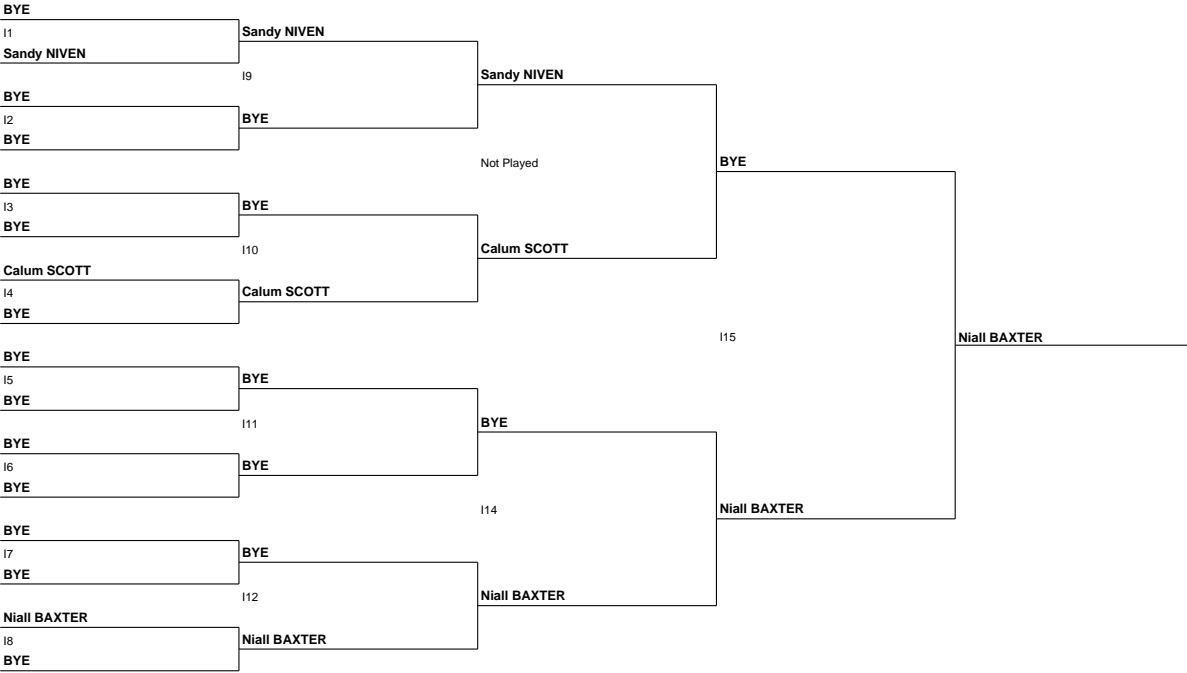 BYE
I1
Sandy NIVEN
BYE
I2
BYE
BYE
I3
BYE
Calum SCOTT
I4
BYE
BYE
I5
BYE
BYE
I6
BYE
BYE
I7
BYE
Niall BAXTER
I8
BYE
Sandy NIVEN
I9
BYE
BYE
I10
Calum SCOTT
BYE
I11
BYE
BYE
I12
Niall BAXTER
Sandy NIVEN
Not Played
Calum SCOTT
BYE
I14
Niall BAXTER
BYE
I15
Niall BAXTER
Niall BAXTER